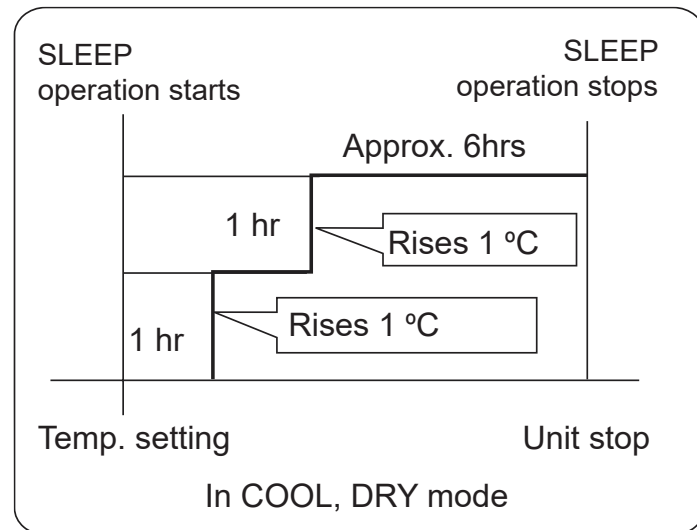 SLEEP
operation starts
SLEEP
operation stops
Approx. 6hrs
1 hr
Rises 1 ºC
1 hr
Rises 1 ºC
Temp. setting
Unit stop
In COOL, DRY mode